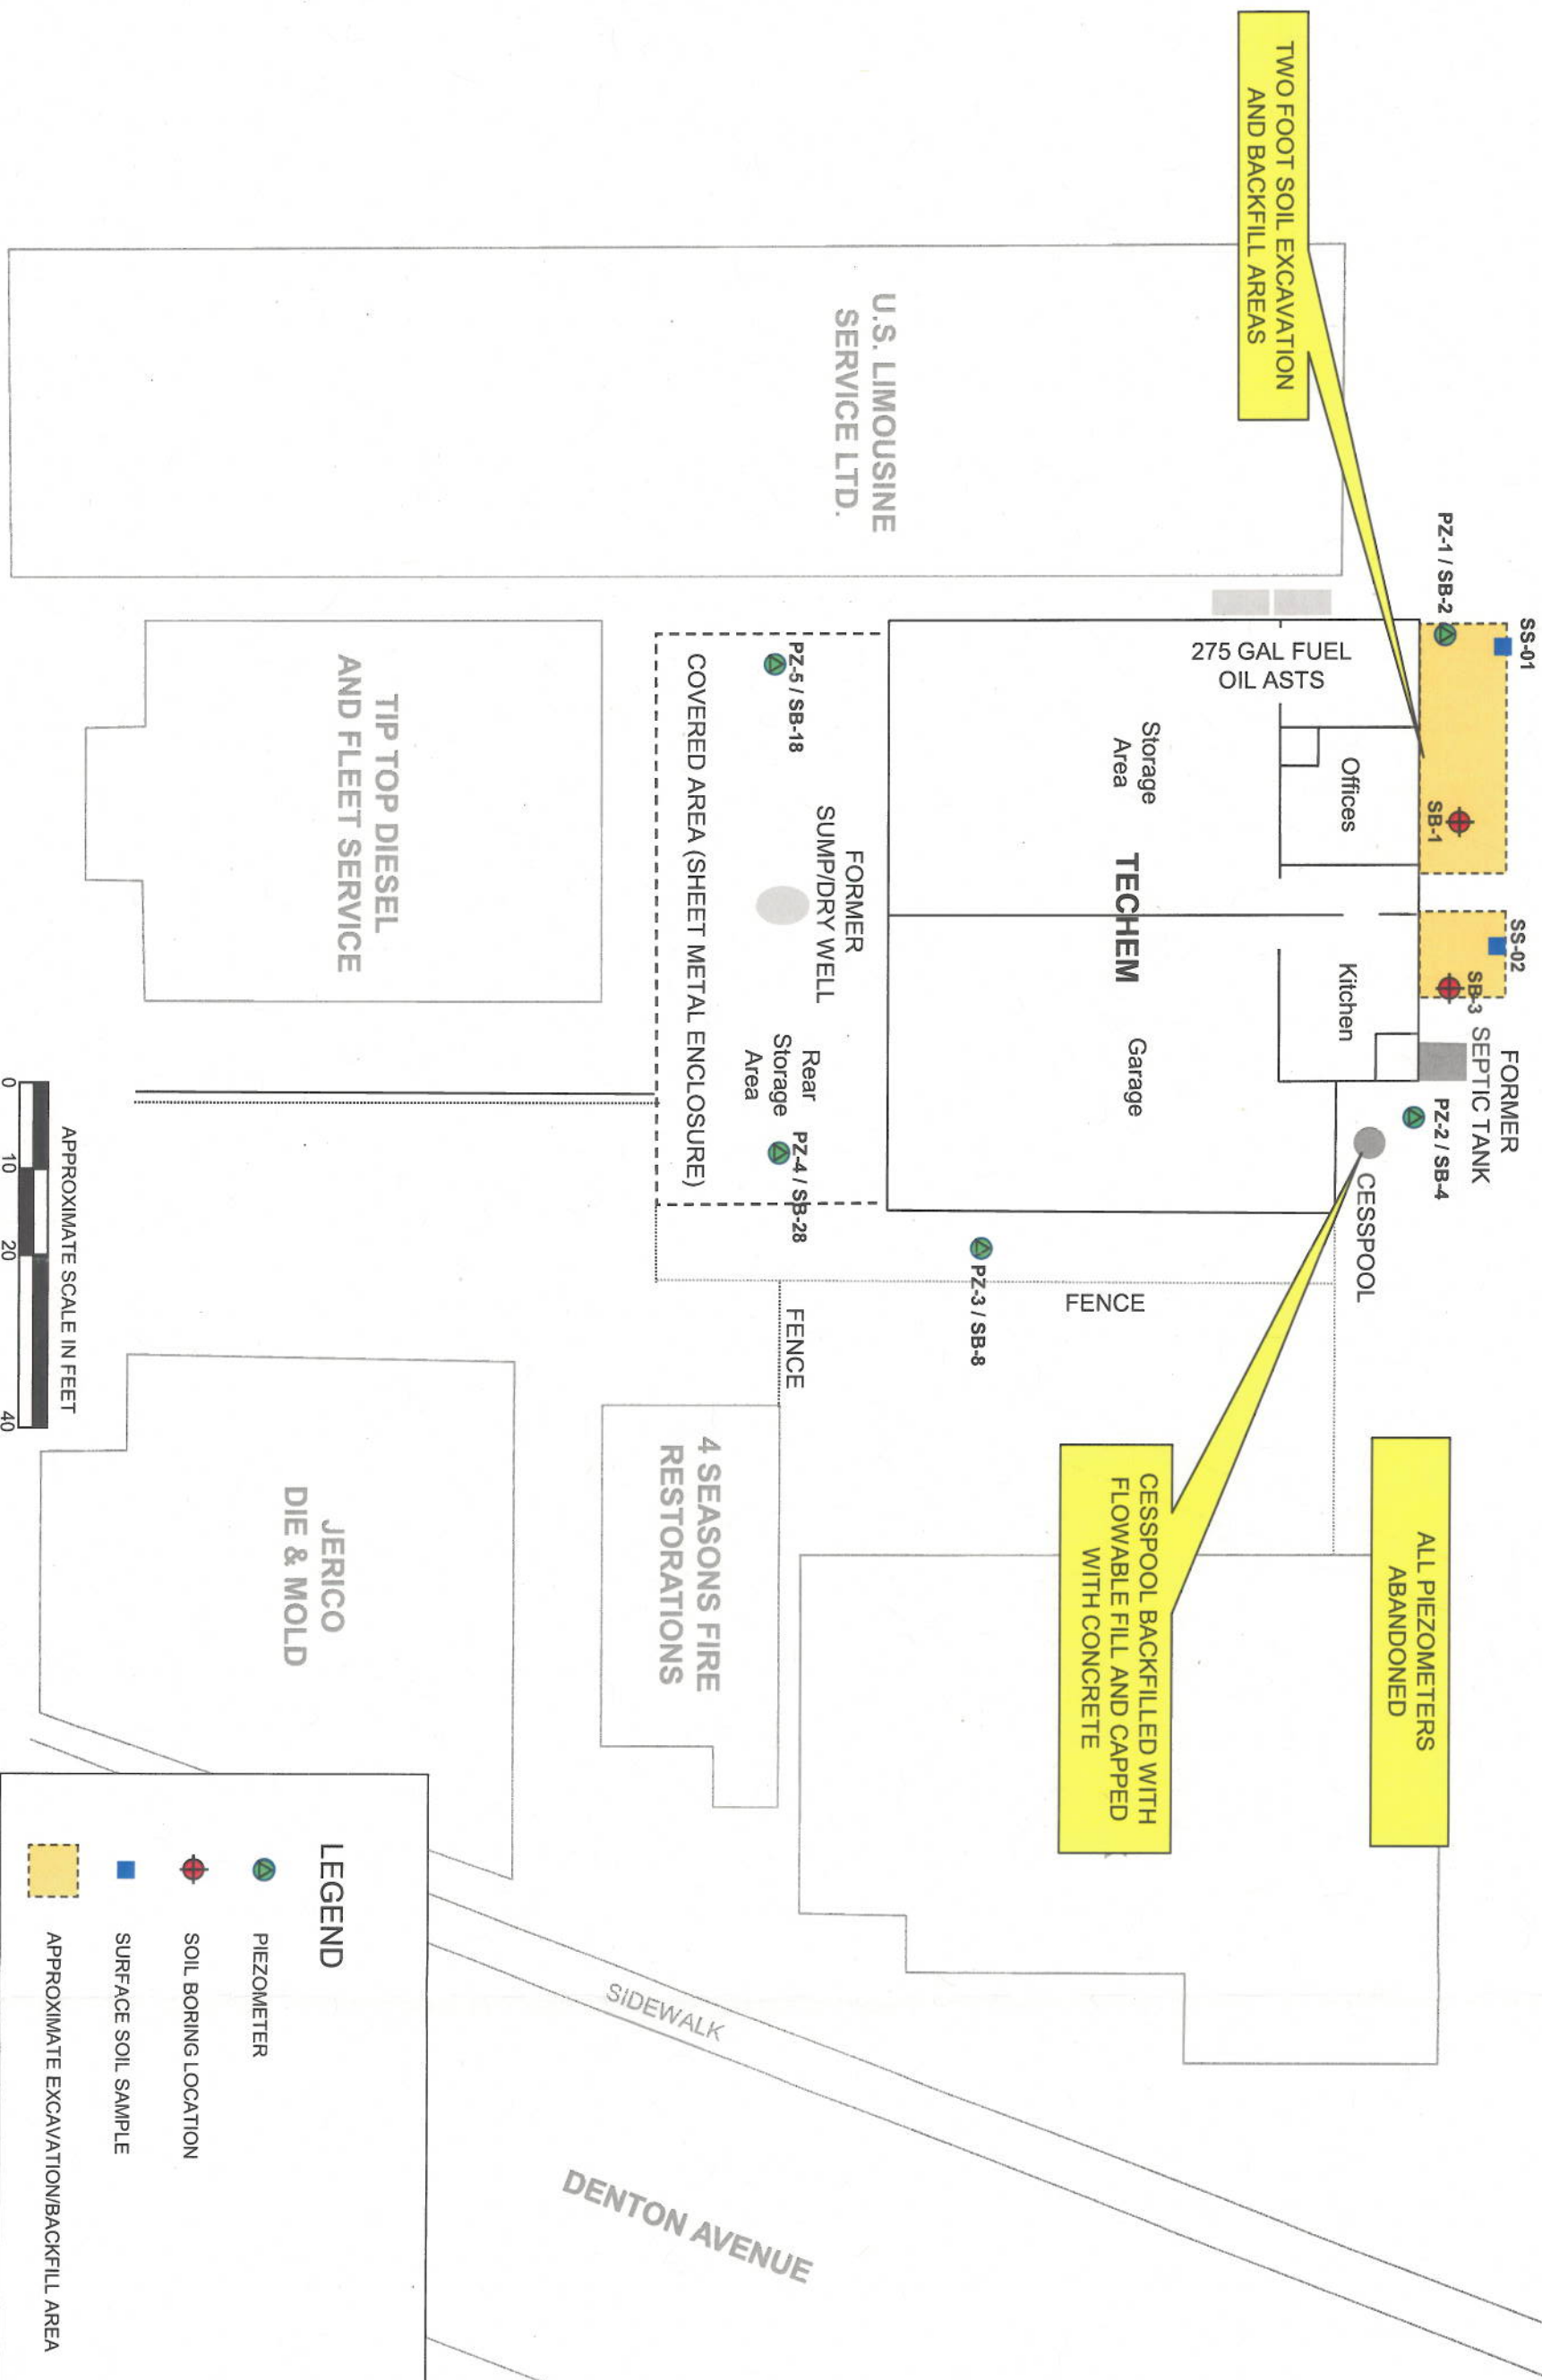 TWO FOOT SOIL EXCAVATION
AND BACKFILL AREAS
ALL PIEZOMETERS
ABANDONED
SS-01
SS-02
PZ-1 / SB-2
SB-1
SB-3
FORMER
SEPTIC TANK
PZ-2 / SB-4
CESSPOOL
275 GAL FUEL
OIL ASTS
Offices
Kitchen
Storage
Area
TECHEM
Garage
FENCE
CESSPOOL BACKFILLED WITH
FLOWABLE FILL AND CAPPED
WITH CONCRETE
PZ-3 / SB-8
U.S. LIMOUSINE
SERVICE LTD.
FORMER
SUMP/DRY WELL
PZ-5 / SB-18
Rear
Storage
Area
PZ-4 / SB-28
FENCE
COVERED AREA (SHEET METAL ENCLOSURE)
4 SEASONS FIRE
RESTORATIONS
TIP TOP DIESEL
AND FLEET SERVICE
JERICO
DIE & MOLD
SIDEWALK
DENTON AVENUE
APPROXIMATE SCALE IN FEET
0 10 20 40
LEGEND
PIEZOMETER
SOIL BORING LOCATION
SURFACE SOIL SAMPLE
APPROXIMATE EXCAVATION/BACKFILL AREA